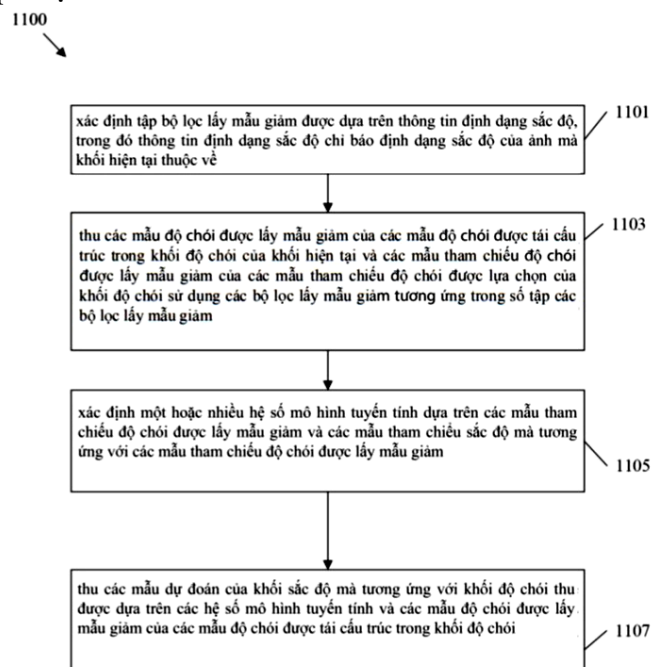 1100
xác định tập bộ lọc lấy mẫu giảm được dựa trên thông tin định dạng sắc độ,
trong đó thông tin định dạng sắc độ chỉ báo định dạng sắc độ của ảnh mà
khối hiện tại thuộc về
1101
thu các mẫu độ chói được lấy mẫu giảm của các mẫu độ chói được tái cấu
trúc trong khối độ chói của khối hiện tại và các mẫu tham chiếu độ chói
được lấy mẫu giảm của các mẫu tham chiếu độ chói được lựa chọn của
khối độ chói sử dụng các bộ lọc lấy mẫu giảm tương ứng trong số tập các
bộ lọc lấy mẫu giảm
1103
xác định một hoặc nhiều hệ số mô hình tuyến tính dựa trên các mẫu tham
chiếu độ chói được lấy mẫu giảm và các mẫu tham chiếu sắc độ mà tương
ứng với các mẫu tham chiếu độ chói được lấy mẫu giảm
1105
thu các mẫu dự đoán của khối sắc độ mà tương ứng với khối độ chói thu
được dựa trên các hệ số mô hình tuyến tính và các mẫu độ chói được lấy
mẫu giảm của các mẫu độ chói được tái cấu trúc trong khối độ chói
1107